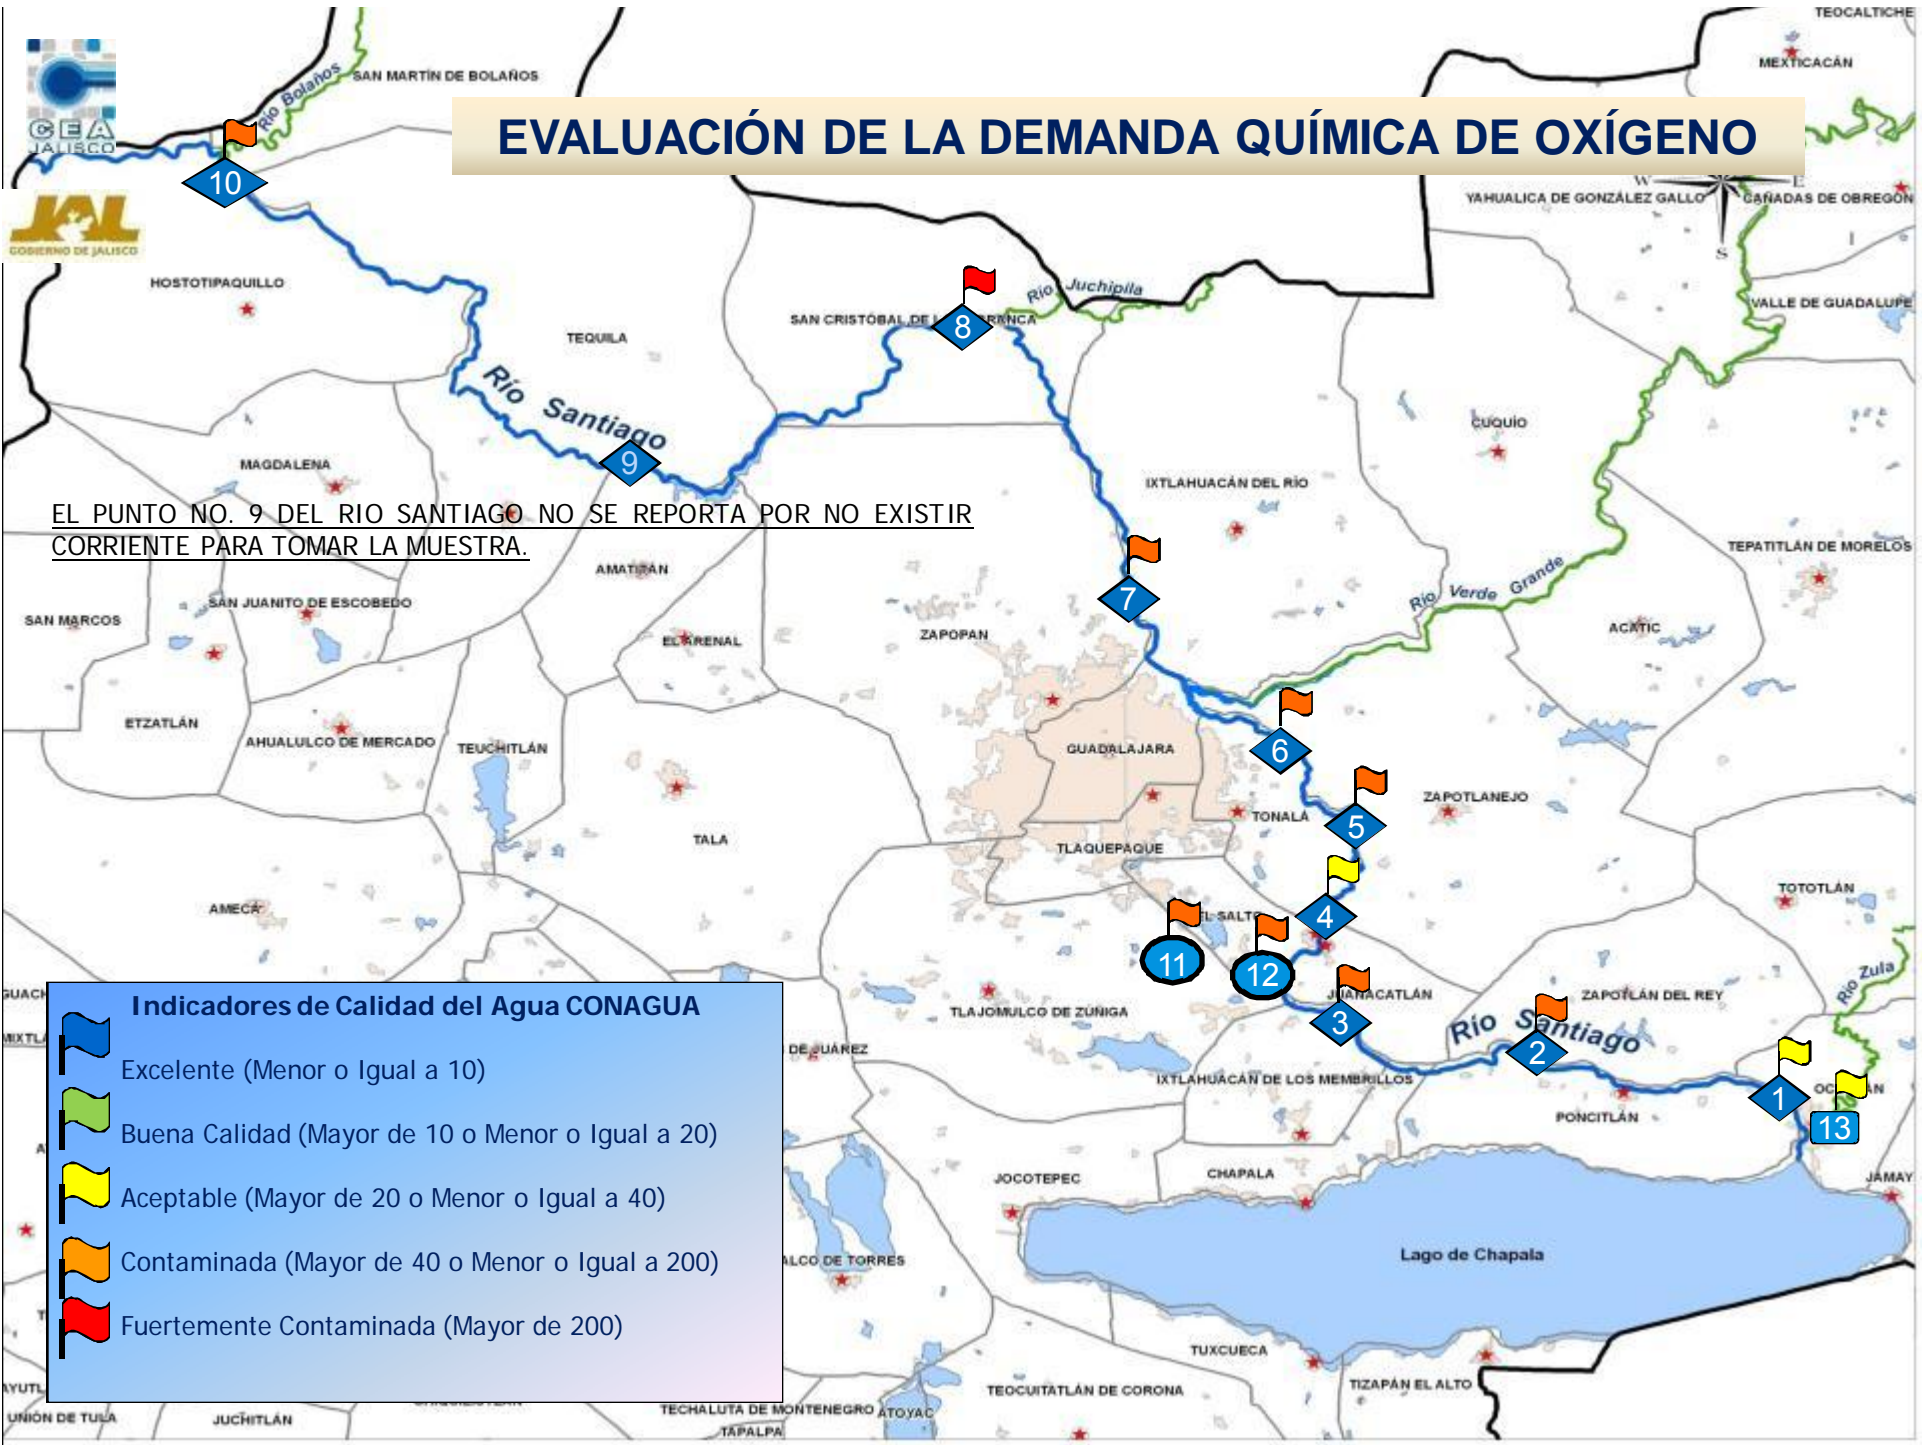 TEOCALTICHE
MEXTICACÁN
SAN MARTÍN DE BOLAÑOS
Río Bolaños
CEA
JALISCO
EVALUACIÓN DE LA DEMANDA QUÍMICA DE OXÍGENO
10
W
E
S
YAHUALICA DE GONZÁLEZ GALLO
CAÑADAS DE OBREGÓN
JAL
GOBIERNO DE JALISCO
HOSTOTIPAQUILLO
Río Juchipila
VALLE DE GUADALUPE
SAN CRISTÓBAL DE
8
TEQUILA
Río Santiago
CUQUÍO
9
MAGDALENA
IXTLAHUACÁN DEL RÍO
EL PUNTO NO. 9 DEL RIO SANTIAGO NO SE REPORTA POR NO EXISTIR
CORRIENTE PARA TOMAR LA MUESTRA.
TEPATITLÁN DE MORELOS
AMATITÁN
Río Verde Grande
7
SAN JUANITO DE ESCOBEDO
SAN MARCOS
ACATIC
ZAPOPAN
EL ARENAL
ETZATLÁN
AHUALULCO DE MERCADO
TEUCHITLÁN
GUADALAJARA
6
ZAPOTLANEJO
TONALÁ
5
TALA
TLAQUEPAQUE
TOTOTLÁN
AMECA
EL SALTO
4
11
12
Río Zula
JUANACATLÁN
ZAPOTLÁN DEL REY
TLAJOMULCO DE ZÚÑIGA
3
Río Santiago
2
DE JUÁREZ
IXTLAHUACÁN DE LOS MEMBRILLOS
1
PONCITLÁN
13
JOCOTEPEC
CHAPALA
JAMAY
Lago de Chapala
Indicadores de Calidad del Agua CONAGUA
Excelente (Menor o Igual a 10)
Buena Calidad (Mayor de 10 o Menor o Igual a 20)
Aceptable (Mayor de 20 o Menor o Igual a 40)
Contaminada (Mayor de 40 o Menor o Igual a 200)
Fuertemente Contaminada (Mayor de 200)
ALCO DE TORRES
TUXCUECA
TIZAPÁN EL ALTO
TEOCUITATLÁN DE CORONA
TECHALUTA DE MONTENEGRO
ATOYAC
TAPALPA
UNIÓN DE TULA
JUCHITLÁN